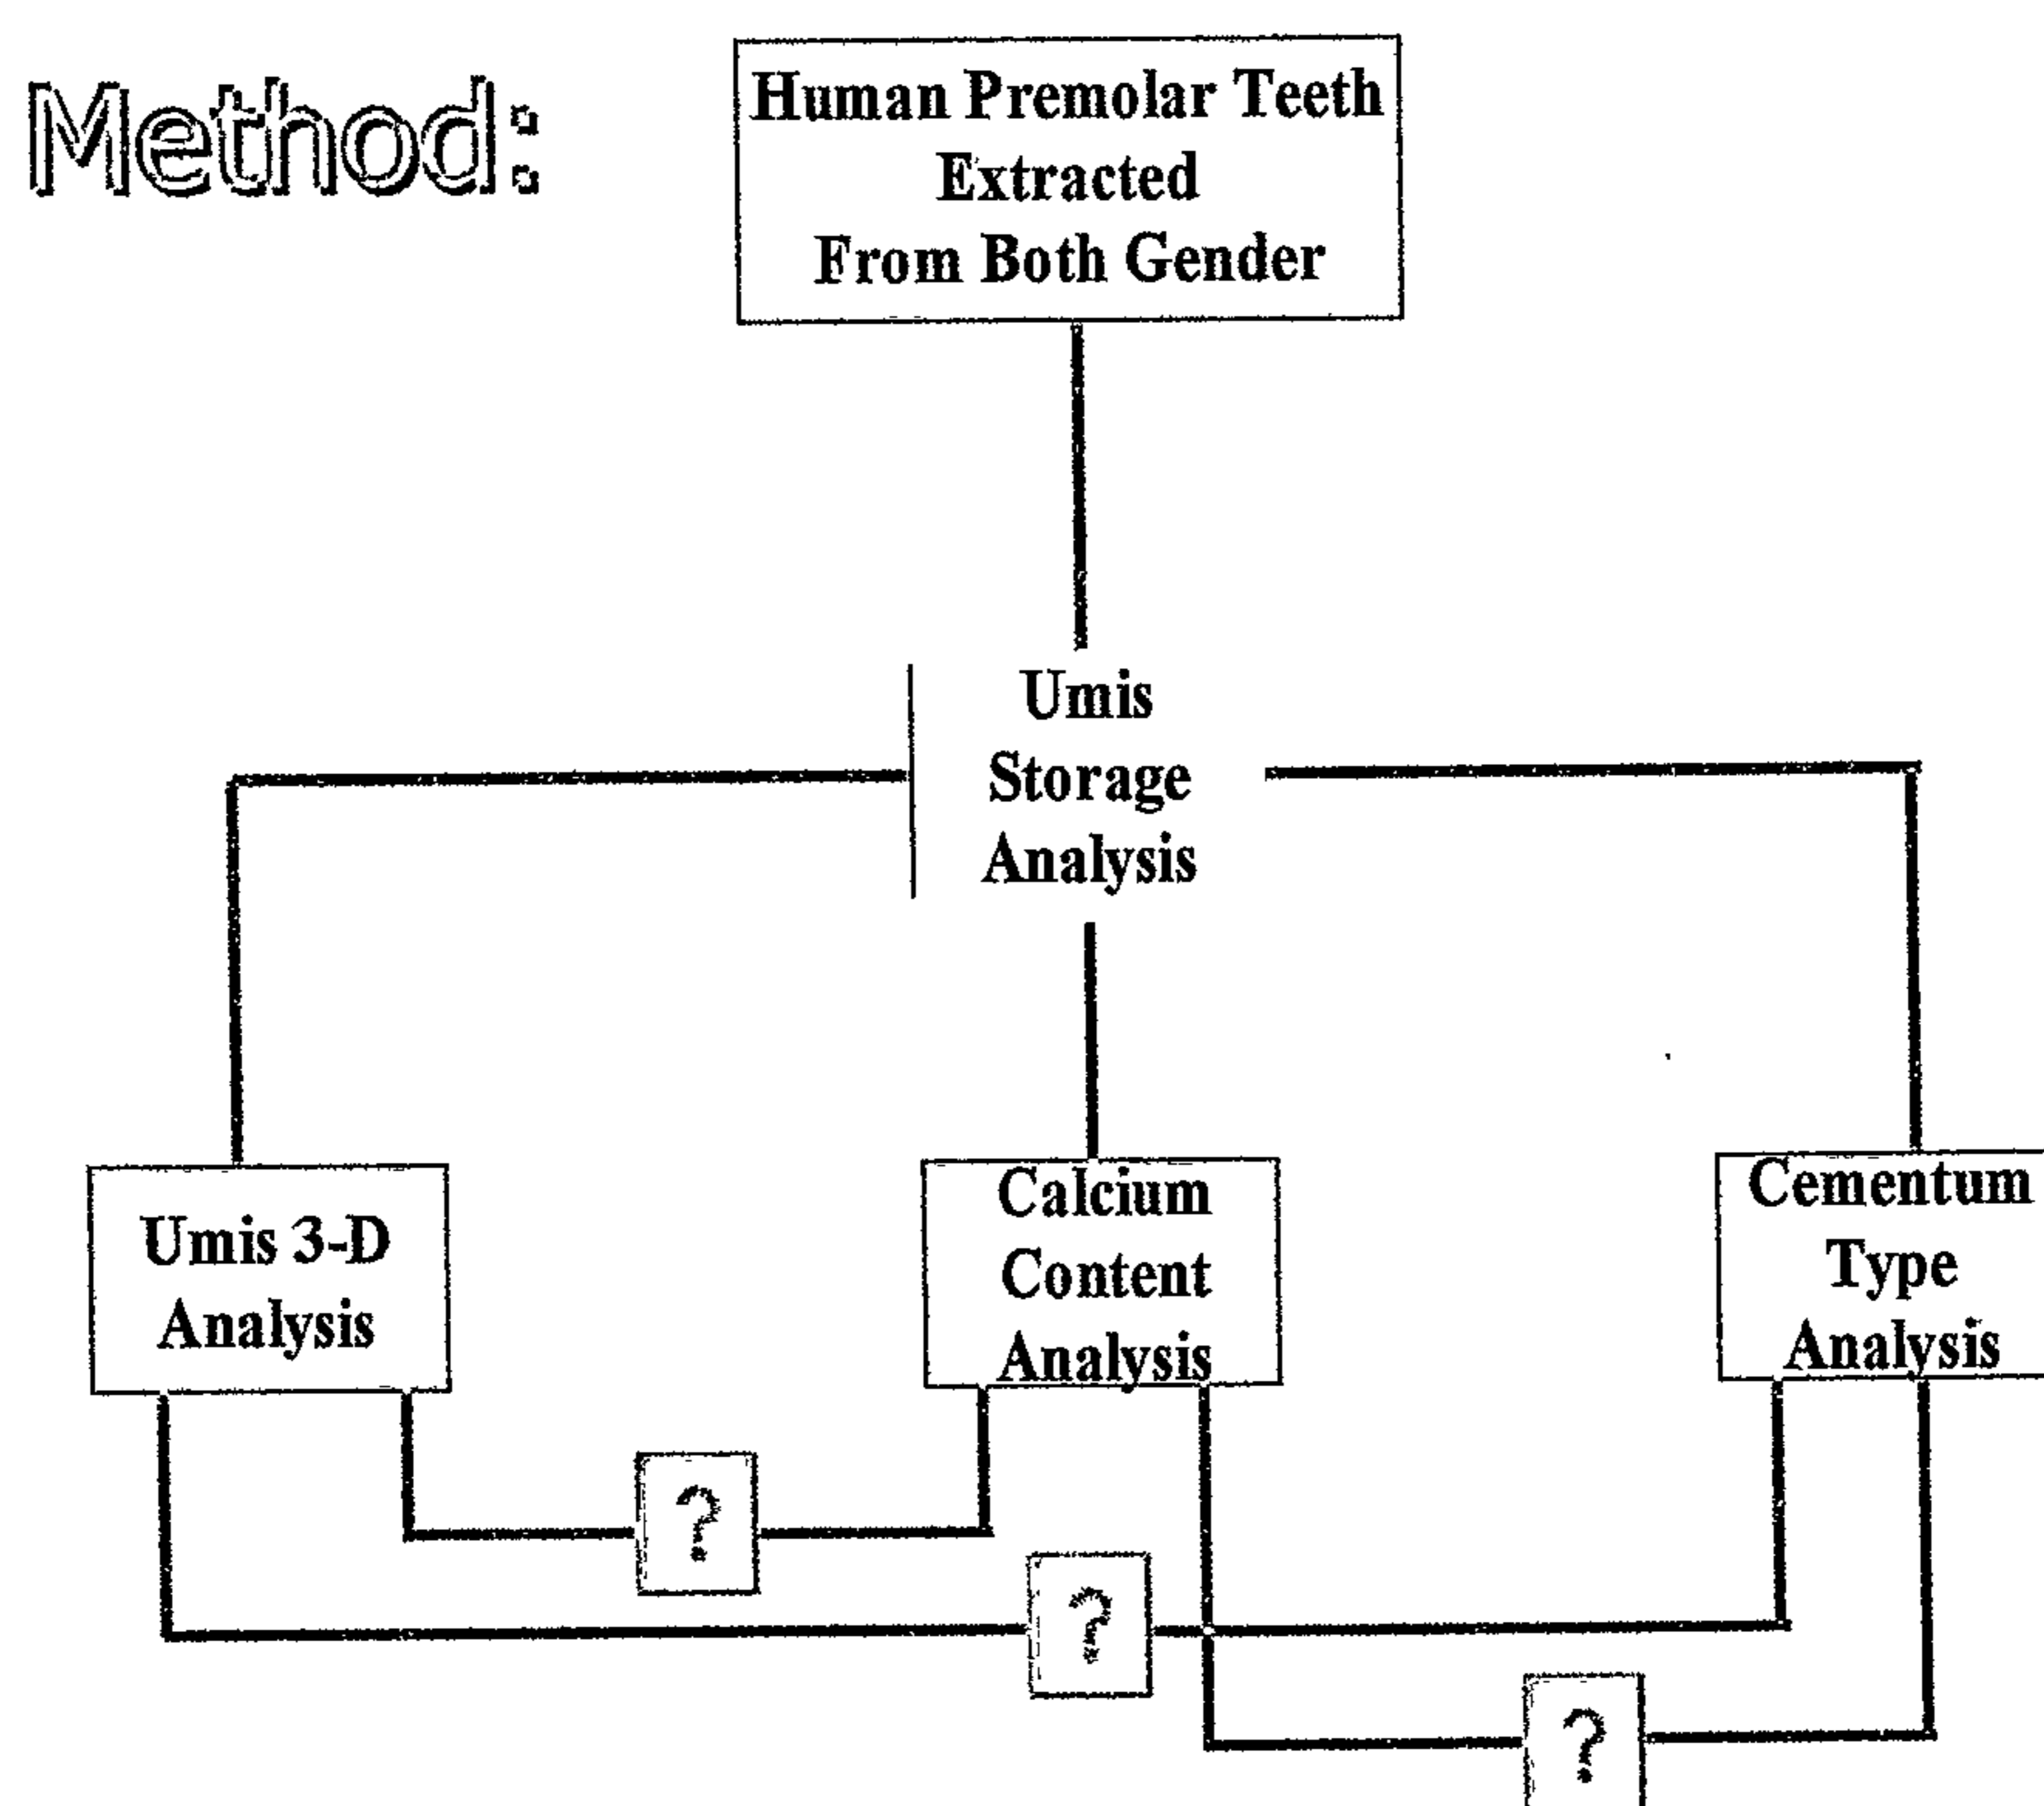 Method:
Human Premolar Teeth
Extracted
From Both Gender
Umis
Storage
Analysis
Umis 3-D
Analysis
Calcium
Content
Analysis
Cementum
Type
Analysis
?
?
?